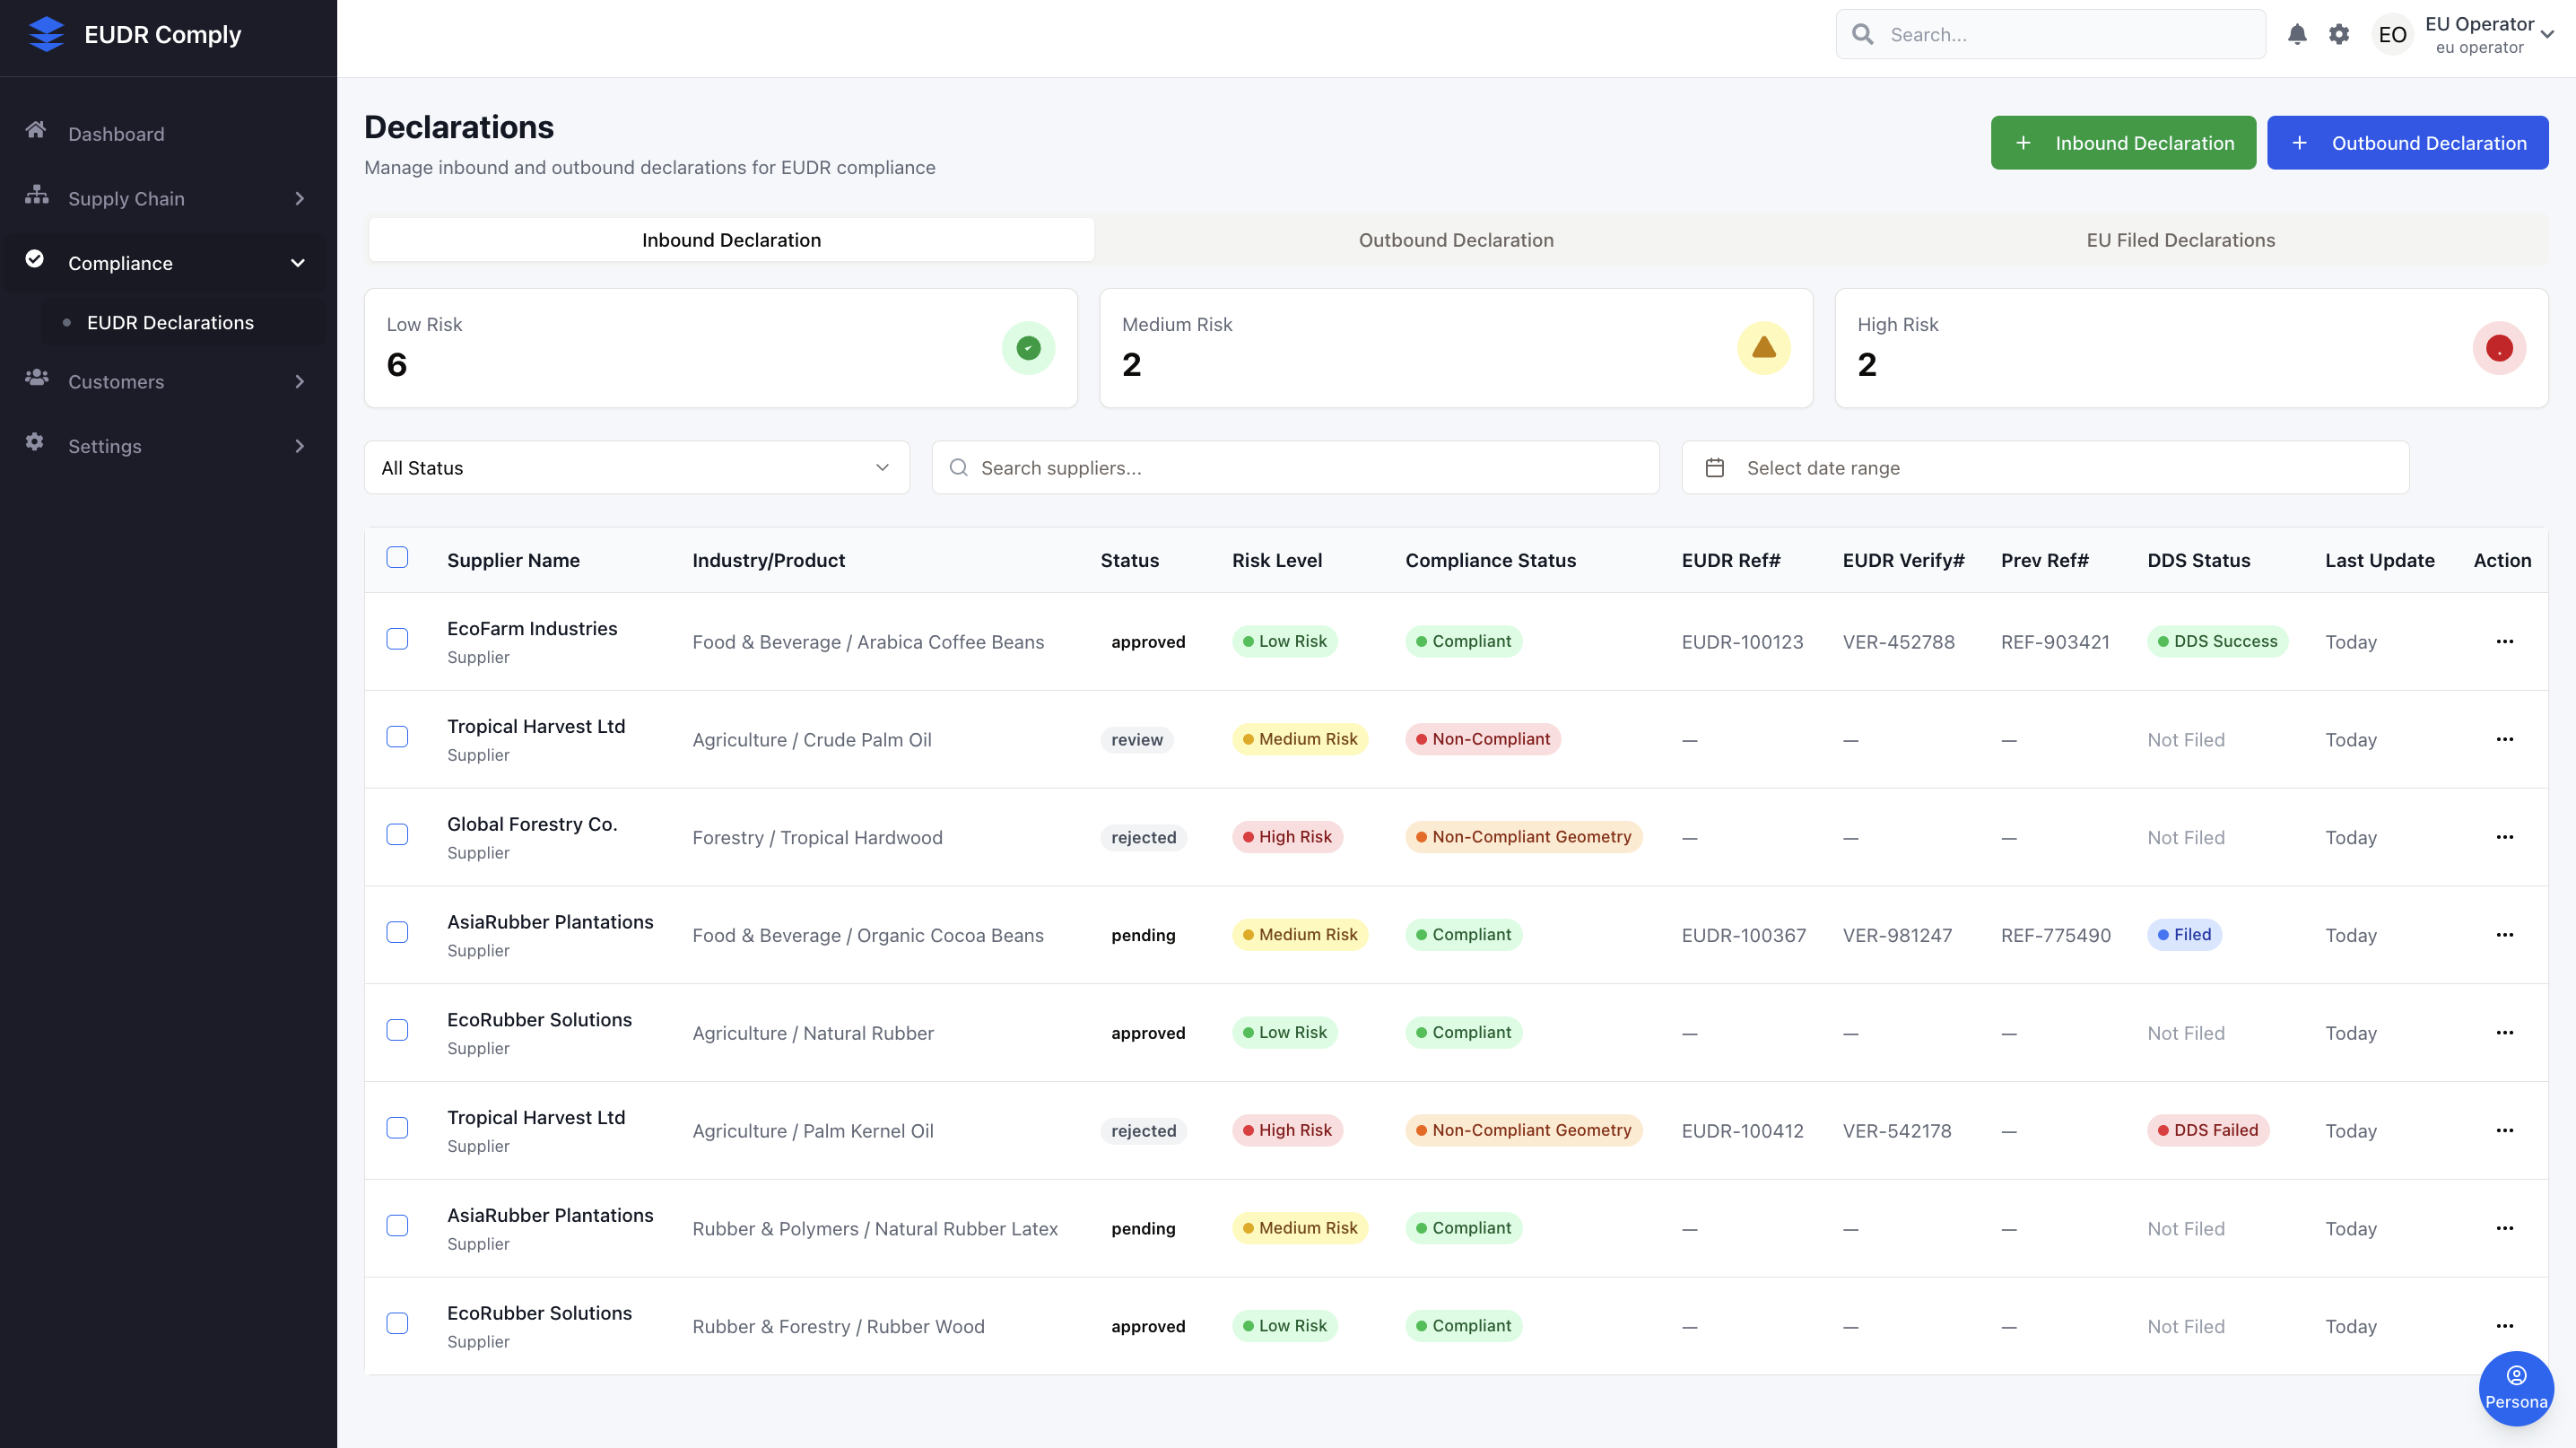 EUDR Comply
Search...
EO
EU Operator
eu operator
Dashboard
Supply Chain
Compliance
EUDR Declarations
Customers
Settings
Declarations
Manage inbound and outbound declarations for EUDR compliance
+ Inbound Declaration
+ Outbound Declaration
Inbound Declaration
Outbound Declaration
EU Filed Declarations
Low Risk
6
Medium Risk
2
High Risk
2
All Status
Search suppliers...
Select date range
Supplier Name Industry/Product Status Risk Level Compliance Status EUDR Ref# EUDR Verify# Prev Ref# DDS Status Last Update Action
EcoFarm Industries
Supplier
Food & Beverage / Arabica Coffee Beans approved Low Risk Compliant EUDR-100123 VER-452788 REF-903421 DDS Success Today ...
Tropical Harvest Ltd
Supplier
Agriculture / Crude Palm Oil review Medium Risk Non-Compliant — — — Not Filed Today ...
Global Forestry Co.
Supplier
Forestry / Tropical Hardwood rejected High Risk Non-Compliant Geometry — — — Not Filed Today ...
AsiaRubber Plantations
Supplier
Food & Beverage / Organic Cocoa Beans pending Medium Risk Compliant EUDR-100367 VER-981247 REF-775490 Filed Today ...
EcoRubber Solutions
Supplier
Agriculture / Natural Rubber approved Low Risk Compliant — — — Not Filed Today ...
Tropical Harvest Ltd
Supplier
Agriculture / Palm Kernel Oil rejected High Risk Non-Compliant Geometry EUDR-100412 VER-542178 — DDS Failed Today ...
AsiaRubber Plantations
Supplier
Rubber & Polymers / Natural Rubber Latex pending Medium Risk Compliant — — — Not Filed Today ...
EcoRubber Solutions
Supplier
Rubber & Forestry / Rubber Wood approved Low Risk Compliant — — — Not Filed Today ...
Persona